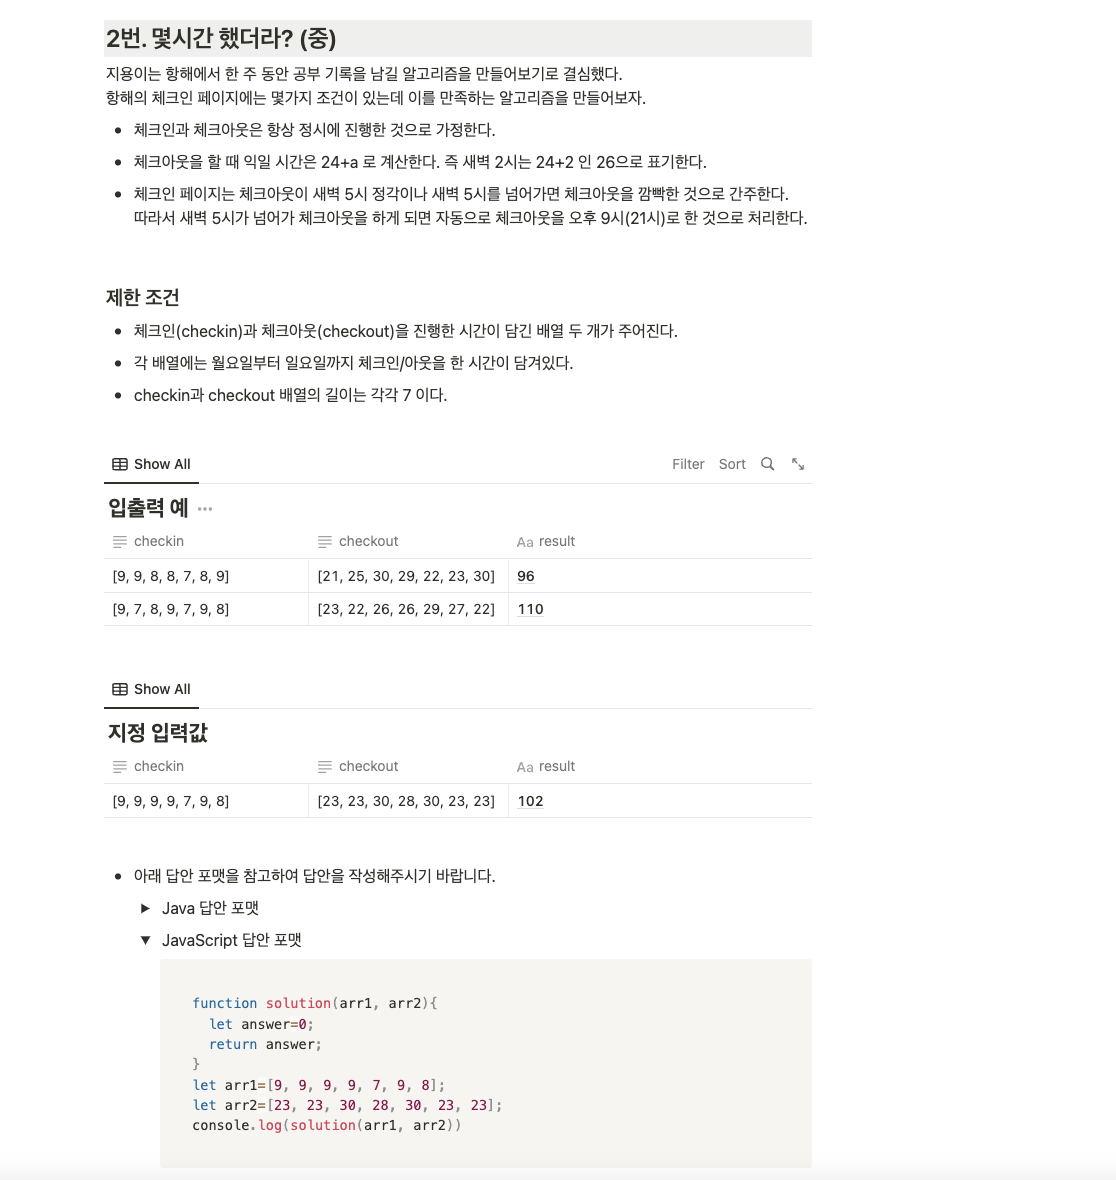 2번. 몇시간 했더라? (중)
지용이는 항해에서 한 주 동안 공부 기록을 남길 알고리즘을 만들어보기로 결심했다.
항해의 체크인 페이지에는 몇가지 조건이 있는데 이를 만족하는 알고리즘을 만들어보자.
• 체크인과 체크아웃은 항상 정시에 진행한 것으로 가정한다.
• 체크아웃을 할 때 익일 시간은 24+a 로 계산한다. 즉 새벽 2시는 24+2 인 26으로 표기한다.
• 체크인 페이지는 체크아웃이 새벽 5시 정각이나 새벽 5시를 넘어가면 체크아웃을 깜빡한 것으로 간주한다.
따라서 새벽 5시가 넘어가 체크아웃을 하게 되면 자동으로 체크아웃을 오후 9시(21시)로 한 것으로 처리한다.
제한 조건
• 체크인(checkin)과 체크아웃(checkout)을 진행한 시간이 담긴 배열 두 개가 주어진다.
• 각 배열에는 월요일부터 일요일까지 체크인/아웃을 한 시간이 담겨있다.
• checkin과 checkout 배열의 길이는 각각 7 이다.
Show All Filter Sort
입출력 예 ···
checkin checkout Aa result
[9, 9, 8, 8, 7, 8, 9] [21, 25, 30, 29, 22, 23, 30] 96
[9, 7, 8, 9, 7, 9, 8] [23, 22, 26, 26, 29, 27, 22] 110
Show All
지정 입력값
checkin checkout Aa result
[9, 9, 9, 9, 7, 9, 8] [23, 23, 30, 28, 30, 23, 23] 102
• 아래 답안 포맷을 참고하여 답안을 작성해주시기 바랍니다.
▶ Java 답안 포맷
▼ JavaScript 답안 포맷
function solution(arr1, arr2){
let answer=0;
return answer;
}
let arr1=[9, 9, 9, 9, 7, 9, 8];
let arr2=[23, 23, 30, 28, 30, 23, 23];
console.log(solution(arr1, arr2))